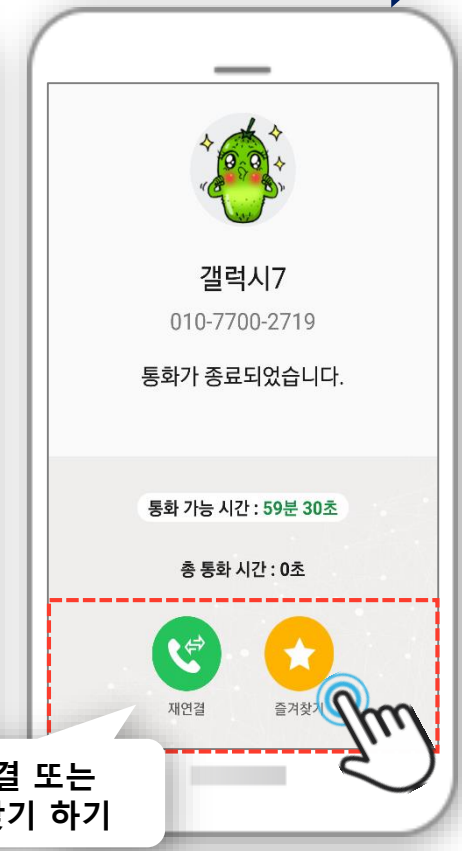 갤럭시7
010-7700-2719
통화가 종료되었습니다.
통화 가능 시간 : 59분 30초
총 통화 시간 : 0초
재연결 즐겨찾기
결 또는
찾기 하기